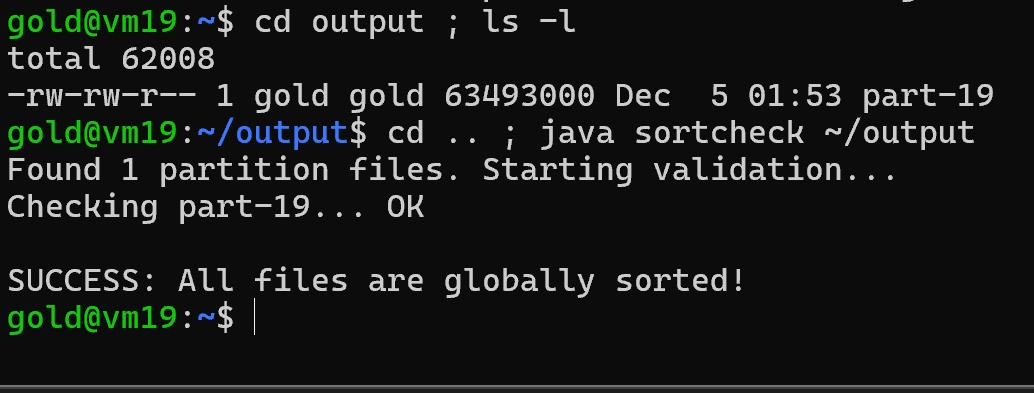 gold@vm19:~$ cd output ; ls -l
total 62008
-rw-rw-r-- 1 gold gold 63493000 Dec  5 01:53 part-19
gold@vm19:~/output$ cd .. ; java sortcheck ~/output
Found 1 partition files. Starting validation...
Checking part-19... OK

SUCCESS: All files are globally sorted!
gold@vm19:~$